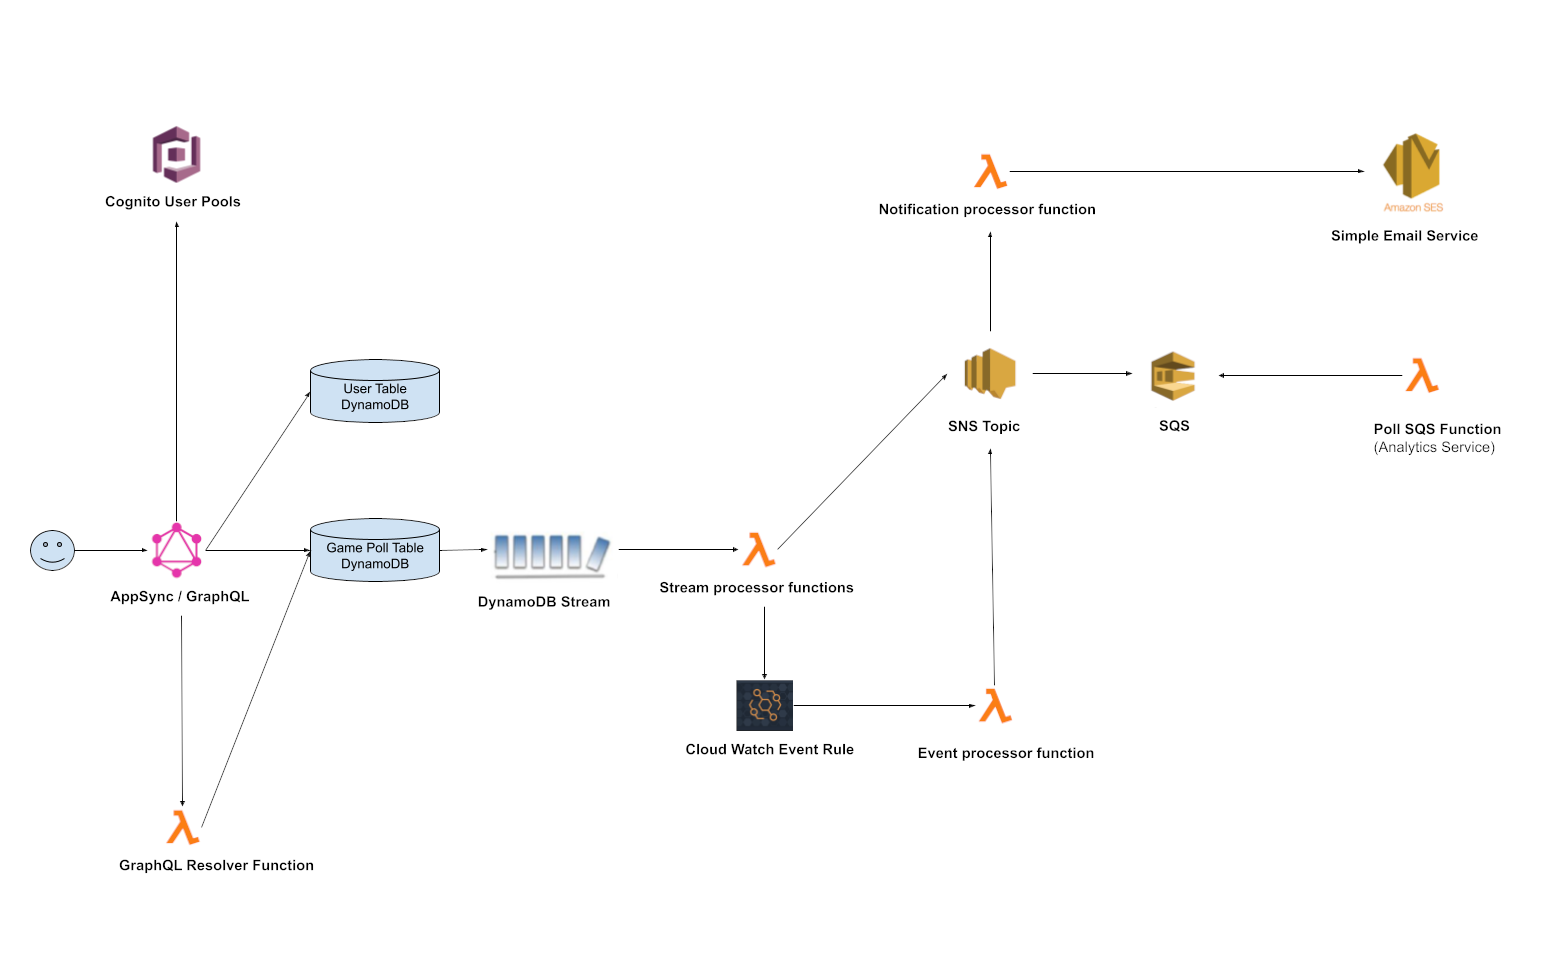 Cognito User Pools
Notification processor function
Amazon SES
Simple Email Service
User Table
DynamoDB
SNS Topic
SQS
Poll SQS Function
(Analytics Service)
AppSync / GraphQL
Game Poll Table
DynamoDB
DynamoDB Stream
Stream processor functions
Cloud Watch Event Rule
Event processor function
GraphQL Resolver Function